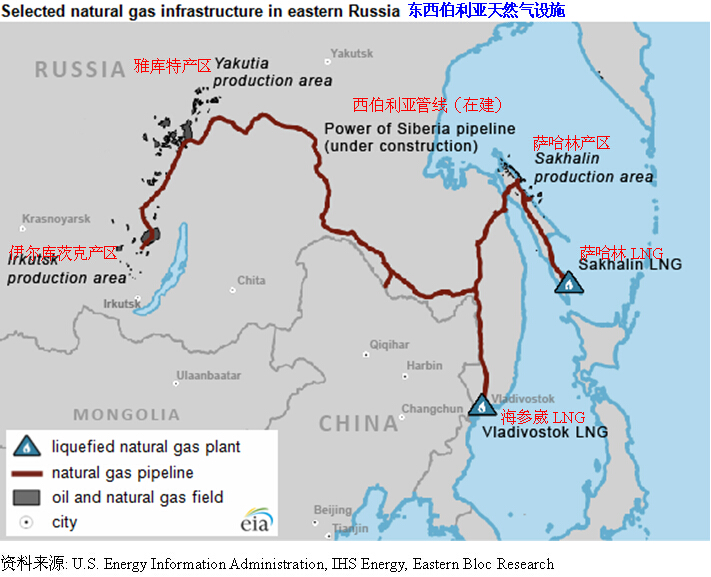 Selected natural gas infrastructure in eastern Russia 东西伯利亚天然气设施
RUSSIA
雅库特产区
Yakutia
production area
Yakutsk
西伯利亚管线（在建）
Power of Siberia pipeline
(under construction)
萨哈林产区
Sakhalin
production area
Krasnoyarsk
伊尔库茨克产区
Irkutsk
production area
Irkutsk
Chita
萨哈林 LNG
Sakhalin LNG
Qiqihar
Harbin
Ulaanbaatar
Changchun
MONGOLIA
CHINA
Vladivostok
海参崴 LNG
Vladivostok LNG
liquefied natural gas plant
natural gas pipeline
oil and natural gas field
city
eia
Beijing
Tianjin
资料来源: U.S. Energy Information Administration, IHS Energy, Eastern Bloc Research